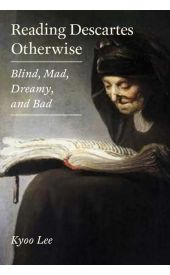 Reading Descartes
Otherwise
Blind, Mad,
Dreamy,
and Bad
Kyoo Lee